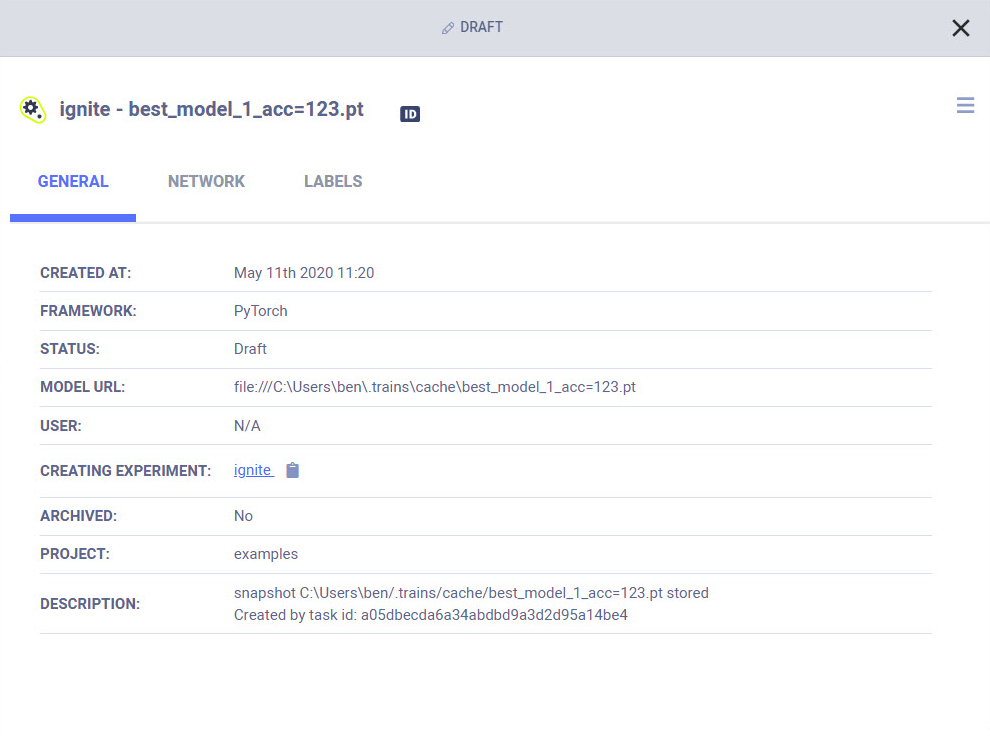 DRAFT
ignite - best_model_1_acc=123.pt ID
GENERAL NETWORK LABELS
CREATED AT: May 11th 2020 11:20
FRAMEWORK: PyTorch
STATUS: Draft
MODEL URL: file:///C:\Users\ben\.trains\cache\best_model_1_acc=123.pt
USER: N/A
CREATING EXPERIMENT: ignite
ARCHIVED: No
PROJECT: examples
DESCRIPTION: snapshot C:\Users\ben/.trains/cache/best_model_1_acc=123.pt stored
Created by task id: a05dbecda6a34abdbd9a3d2d95a14be4